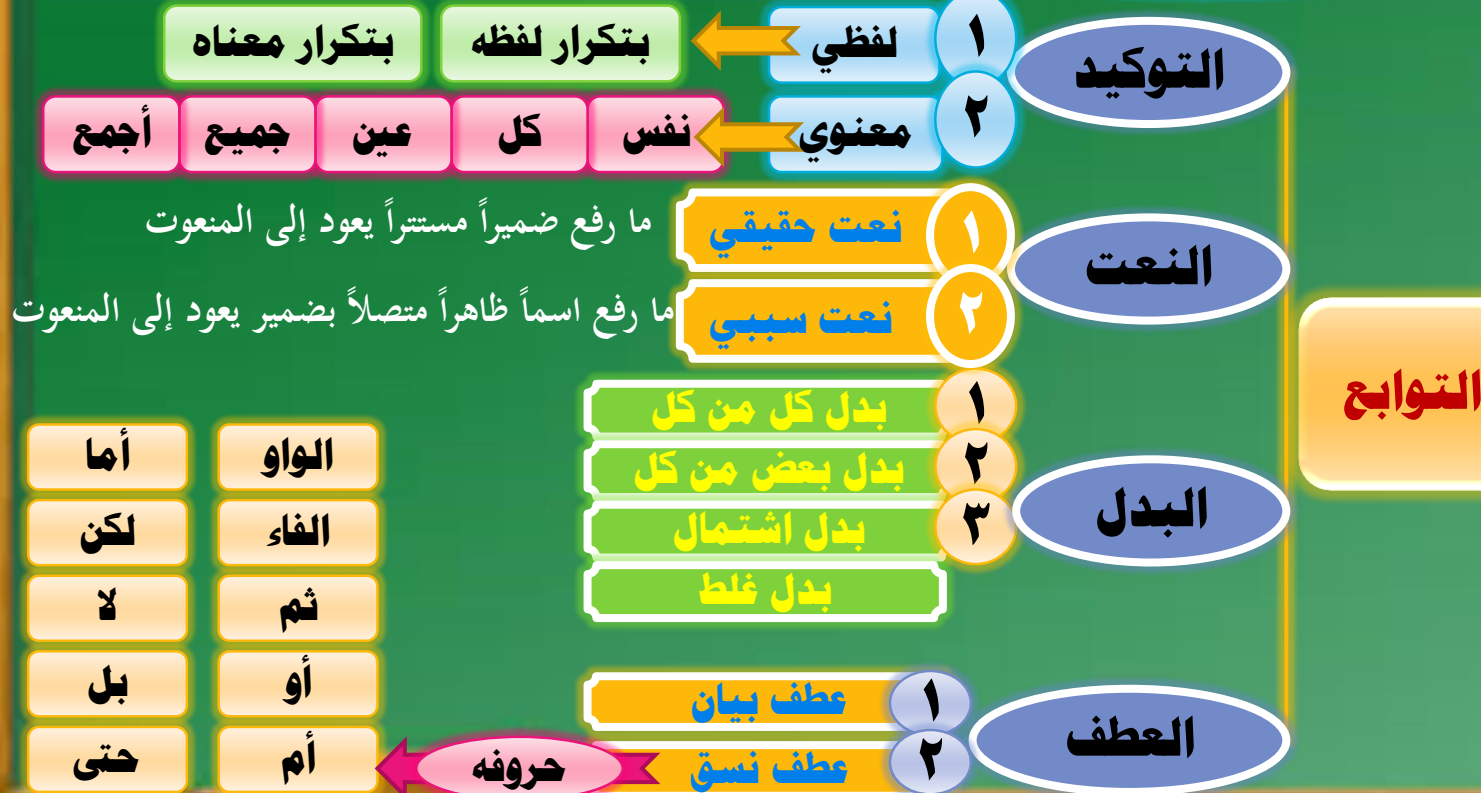 التوابع
التوكيد
١ لفظي بتكرار لفظه بتكرار معناه
٢ معنوي نفس كل عين جميع أجمع
النعت
١ نعت حقيقي ما رفع ضميراً مستتراً يعود إلى المنعوت
٢ نعت سببي ما رفع اسماً ظاهراً متصلاً بضمير يعود إلى المنعوت
البدل
١ بدل كل من كل
٢ بدل بعض من كل
٣ بدل اشتمال
بدل غلط
العطف
١ عطف بيان
٢ عطف نسق حروفه
الواو أما
الفاء لكن
ثم لا
أو بل
أم حتى